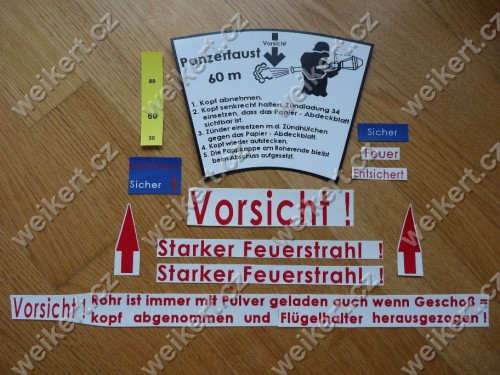 Vorsicht
Panzerfaust
60 m
1. Kopf abnehmen.
2. Kopf senkrecht halten, Zündladung 34
einsetzen, dass das Papier - Abdeckblatt
sichtbar ist.
3. Zünder einsetzen m.d. Zündhütchen
gegen das Papier - Abdeckblatt.
4. Kopf wieder aufstecken.
5. Die Pappkappe am Rohrende bleibt
beim Abschuss aufgesetzt.
80
60
30
Sicher
Feuer
Entsichert
Sicher
Vorsicht !
Starker Feuerstrahl !
Starker Feuerstrahl !
Vorsicht! Rohr ist immer mit Pulver geladen auch wenn Geschoß =
kopf abgenommen und Flügelhalter herausgezogen !
weikert.cz